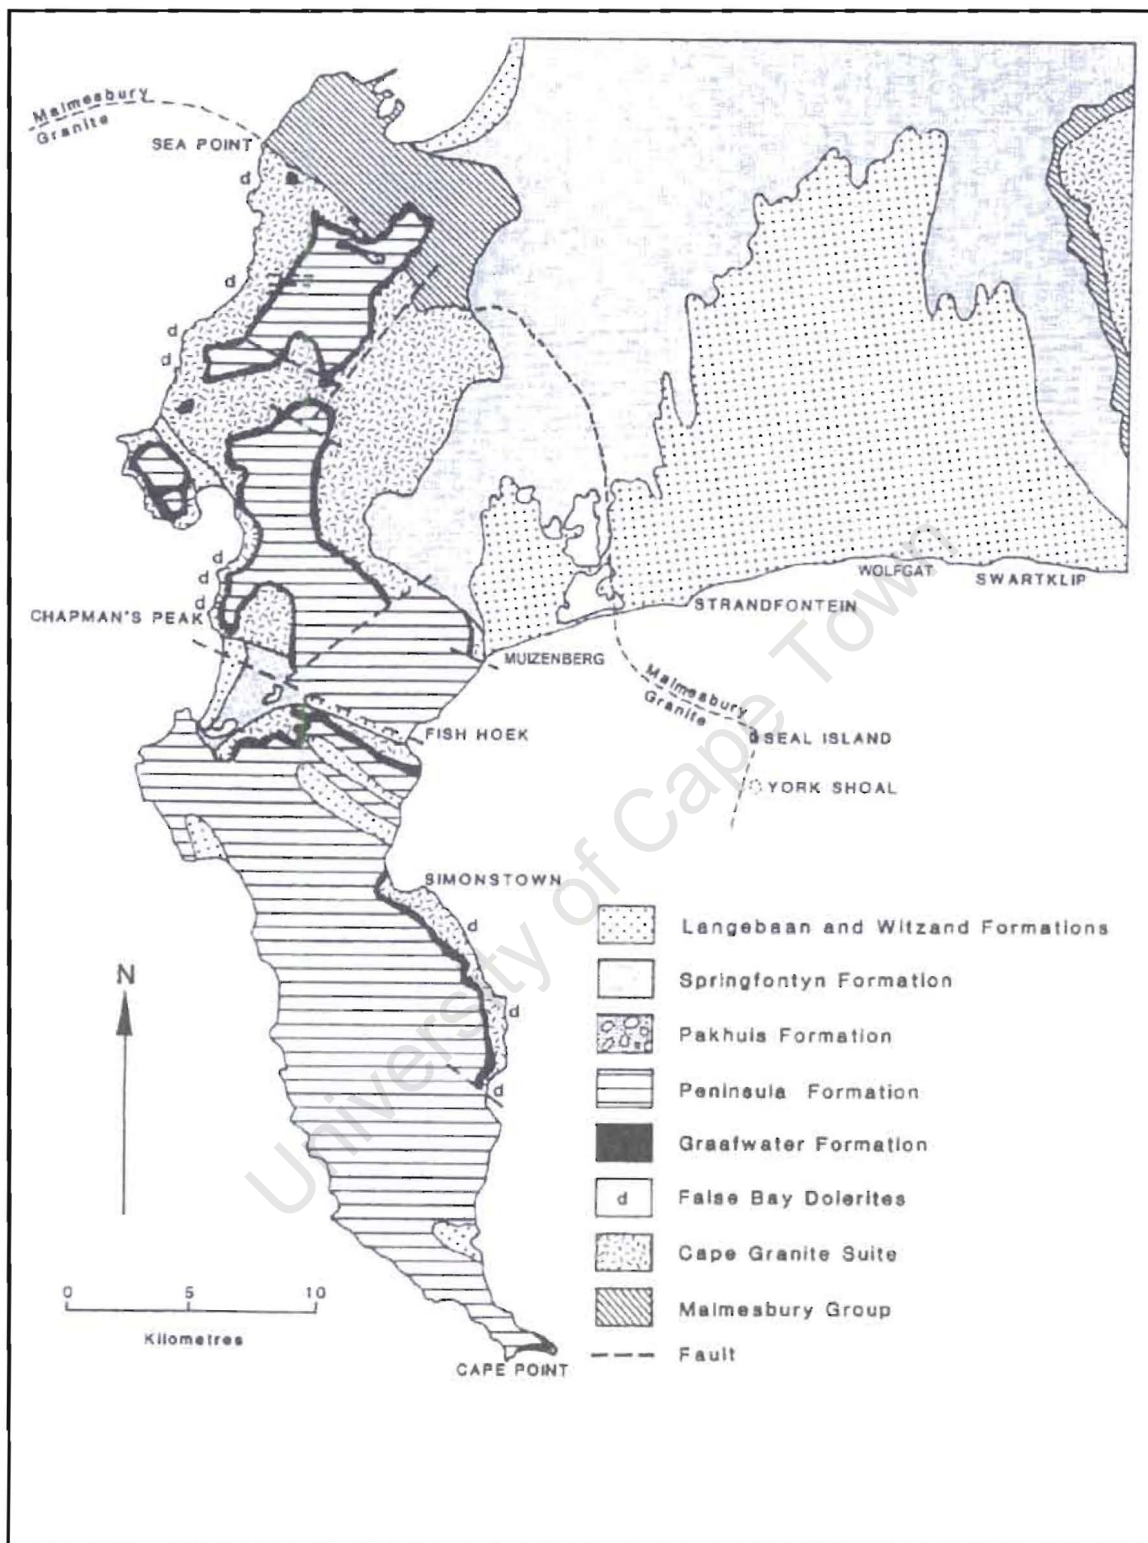 Malmesbury
Granite
SEA POINT
d
d
d
d
d
d
d
CHAPMAN'S PEAK
WOLFGAT
SWARTKLIP
STRANDFONTEIN
MUIZENBERG
Malmesbury
Granite
FISH HOEK
d SEAL ISLAND
YORK SHOAL
SIMONSTOWN
d
d
d
Langebaan and Witzand Formations
Springfontyn Formation
Pakhuis Formation
Peninsula Formation
Graafwater Formation
d False Bay Dolerites
Cape Granite Suite
Malmesbury Group
Fault
N
0 5 10
Kilometres
CAPE POINT
University of Cape Town